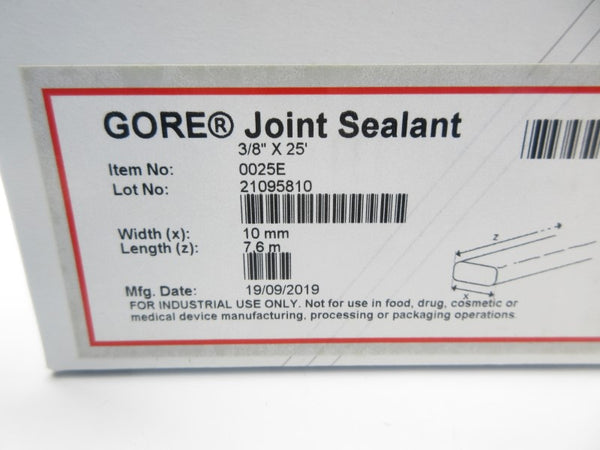 GORE® Joint Sealant
3/8" X 25'
Item No: 0025E
Lot No: 21095810
Width (x): 10 mm
Length (z): 7.6 m
z
x
Mfg. Date: 19/09/2019
FOR INDUSTRIAL USE ONLY. Not for use in food, drug, cosmetic or
medical device manufacturing, processing or packaging operations.